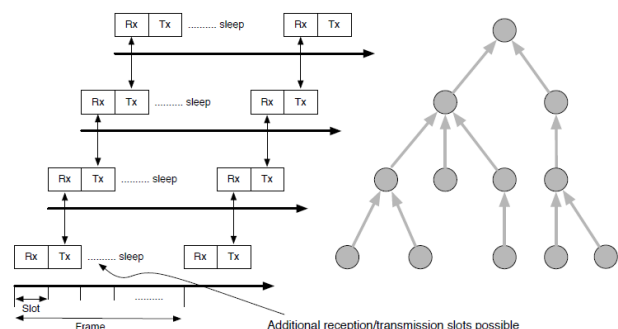 Rx Tx .......... sleep Rx Tx
Rx Tx .......... sleep Rx Tx
Rx Tx .......... sleep Rx Tx
Rx Tx .......... sleep Rx Tx
..........
Slot
Frame
Additional reception/transmission slots possible